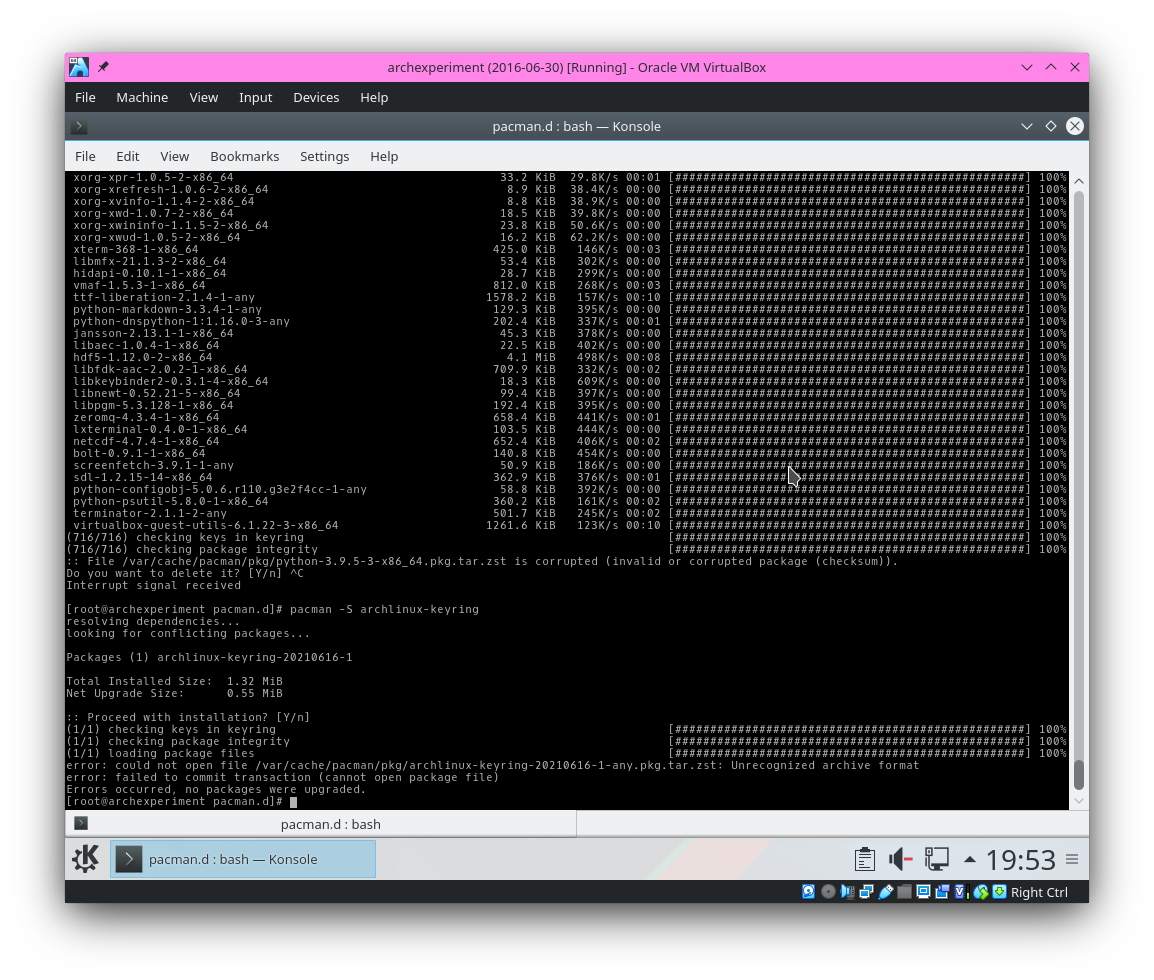 archexperiment (2016-06-30) [Running] - Oracle VM VirtualBox
File Machine View Input Devices Help
pacman.d : bash — Konsole
File Edit View Bookmarks Settings Help
xorg-xpr-1.0.5-2-x86_64 33.2 KiB 29.8K/s 00:01 [##################################################] 100%
xorg-xrefresh-1.0.6-2-x86_64 8.9 KiB 38.4K/s 00:00 [##################################################] 100%
xorg-xvinfo-1.1.4-2-x86_64 8.8 KiB 38.9K/s 00:00 [##################################################] 100%
xorg-xwd-1.0.7-2-x86_64 18.5 KiB 39.8K/s 00:00 [##################################################] 100%
xorg-xwininfo-1.1.5-2-x86_64 23.8 KiB 50.6K/s 00:00 [##################################################] 100%
xorg-xwud-1.0.5-2-x86_64 16.2 KiB 62.2K/s 00:00 [##################################################] 100%
xterm-368-1-x86_64 425.0 KiB 146K/s 00:03 [##################################################] 100%
libmfx-21.1.3-2-x86_64 53.4 KiB 302K/s 00:00 [##################################################] 100%
hidapi-0.10.1-1-x86_64 28.7 KiB 299K/s 00:00 [##################################################] 100%
vmaf-1.5.3-1-x86_64 812.0 KiB 268K/s 00:03 [##################################################] 100%
ttf-liberation-2.1.4-1-any 1578.2 KiB 157K/s 00:10 [##################################################] 100%
python-markdown-3.3.4-1-any 129.3 KiB 395K/s 00:00 [##################################################] 100%
python-dnspython-1:1.16.0-3-any 202.4 KiB 337K/s 00:01 [##################################################] 100%
jansson-2.13.1-1-x86_64 45.3 KiB 378K/s 00:00 [##################################################] 100%
libaec-1.0.4-1-x86_64 22.5 KiB 402K/s 00:00 [##################################################] 100%
hdf5-1.12.0-2-x86_64 4.1 MiB 498K/s 00:08 [##################################################] 100%
libfdk-aac-2.0.2-1-x86_64 709.9 KiB 332K/s 00:02 [##################################################] 100%
libkeybinder2-0.3.1-4-x86_64 18.3 KiB 609K/s 00:00 [##################################################] 100%
libnewt-0.52.21-5-x86_64 99.4 KiB 397K/s 00:00 [##################################################] 100%
libpgm-5.3.128-1-x86_64 192.4 KiB 395K/s 00:00 [##################################################] 100%
zeromq-4.3.4-1-x86_64 658.4 KiB 441K/s 00:01 [##################################################] 100%
lxterminal-0.4.0-1-x86_64 103.5 KiB 444K/s 00:00 [##################################################] 100%
netcdf-4.7.4-1-x86_64 652.4 KiB 406K/s 00:02 [##################################################] 100%
bolt-0.9.1-1-x86_64 140.8 KiB 454K/s 00:00 [##################################################] 100%
screenfetch-3.9.1-1-any 50.9 KiB 186K/s 00:00 [##################################################] 100%
sdl-1.2.15-14-x86_64 362.9 KiB 376K/s 00:01 [##################################################] 100%
python-configobj-5.0.6.r110.g3e2f4cc-1-any 58.8 KiB 392K/s 00:00 [##################################################] 100%
python-psutil-5.8.0-1-x86_64 360.2 KiB 161K/s 00:02 [##################################################] 100%
terminator-2.1.1-2-any 501.7 KiB 245K/s 00:02 [##################################################] 100%
virtualbox-guest-utils-6.1.22-3-x86_64 1261.6 KiB 123K/s 00:10 [##################################################] 100%
(716/716) checking keys in keyring [##################################################] 100%
(716/716) checking package integrity [##################################################] 100%
:: File /var/cache/pacman/pkg/python-3.9.5-3-x86_64.pkg.tar.zst is corrupted (invalid or corrupted package (checksum)).
Do you want to delete it? [Y/n] ^C
Interrupt signal received
[root@archexperiment pacman.d]# pacman -S archlinux-keyring
resolving dependencies...
looking for conflicting packages...
Packages (1) archlinux-keyring-20210616-1
Total Installed Size: 1.32 MiB
Net Upgrade Size: 0.55 MiB
:: Proceed with installation? [Y/n]
(1/1) checking keys in keyring [##################################################] 100%
(1/1) checking package integrity [##################################################] 100%
(1/1) loading package files [##################################################] 100%
error: could not open file /var/cache/pacman/pkg/archlinux-keyring-20210616-1-any.pkg.tar.zst: Unrecognized archive format
error: failed to commit transaction (cannot open package file)
Errors occurred, no packages were upgraded.
[root@archexperiment pacman.d]#
pacman.d : bash
pacman.d : bash — Konsole 19:53
Right Ctrl